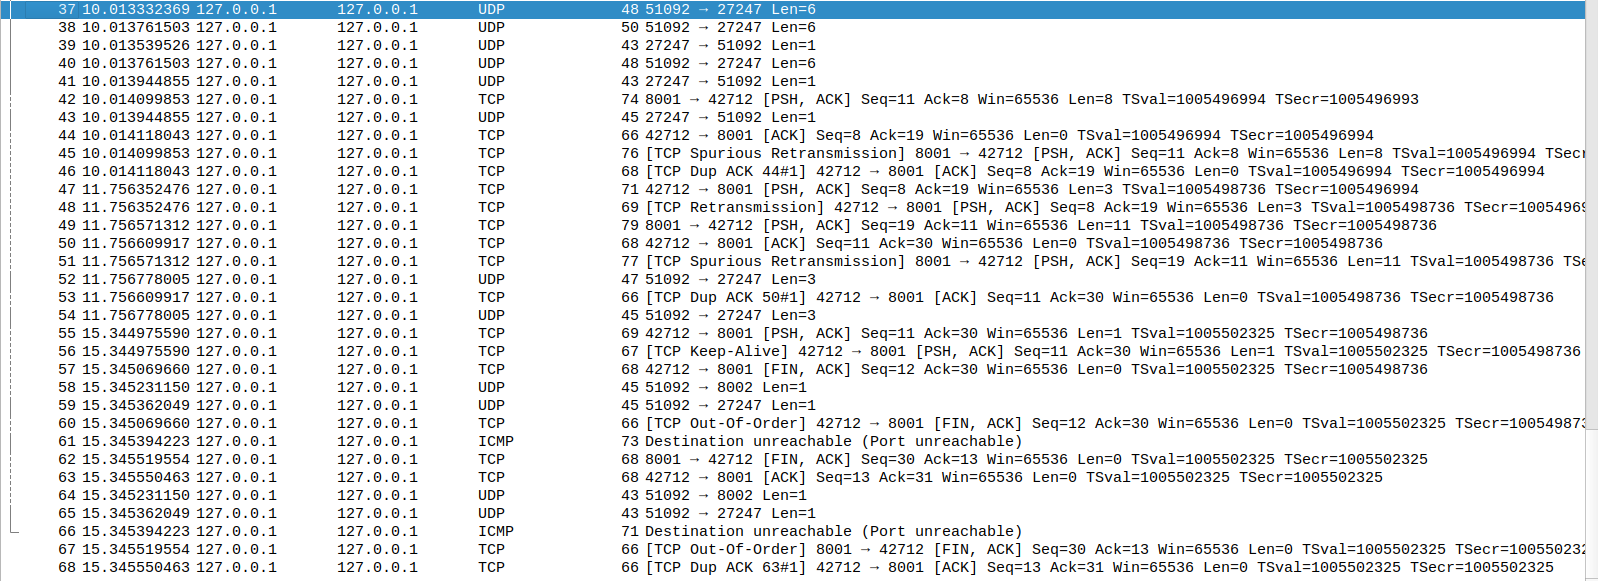 37 10.013332369 127.0.0.1 127.0.0.1 UDP 48 51092 → 27247 Len=6
38 10.013761503 127.0.0.1 127.0.0.1 UDP 50 51092 → 27247 Len=6
39 10.013539526 127.0.0.1 127.0.0.1 UDP 43 27247 → 51092 Len=1
40 10.013761503 127.0.0.1 127.0.0.1 UDP 48 51092 → 27247 Len=6
41 10.013944855 127.0.0.1 127.0.0.1 UDP 43 27247 → 51092 Len=1
42 10.014099853 127.0.0.1 127.0.0.1 TCP 74 8001 → 42712 [PSH, ACK] Seq=11 Ack=8 Win=65536 Len=8 TSval=1005496994 TSecr=1005496993
43 10.013944855 127.0.0.1 127.0.0.1 UDP 45 27247 → 51092 Len=1
44 10.014118043 127.0.0.1 127.0.0.1 TCP 66 42712 → 8001 [ACK] Seq=8 Ack=19 Win=65536 Len=0 TSval=1005496994 TSecr=1005496994
45 10.014099853 127.0.0.1 127.0.0.1 TCP 76 [TCP Spurious Retransmission] 8001 → 42712 [PSH, ACK] Seq=11 Ack=8 Win=65536 Len=8 TSval=1005496994 TSecr
46 10.014118043 127.0.0.1 127.0.0.1 TCP 68 [TCP Dup ACK 44#1] 42712 → 8001 [ACK] Seq=8 Ack=19 Win=65536 Len=0 TSval=1005496994 TSecr=1005496994
47 11.756352476 127.0.0.1 127.0.0.1 TCP 71 42712 → 8001 [PSH, ACK] Seq=8 Ack=19 Win=65536 Len=3 TSval=1005498736 TSecr=1005496994
48 11.756352476 127.0.0.1 127.0.0.1 TCP 69 [TCP Retransmission] 42712 → 8001 [PSH, ACK] Seq=8 Ack=19 Win=65536 Len=3 TSval=1005498736 TSecr=1005496
49 11.756571312 127.0.0.1 127.0.0.1 TCP 79 8001 → 42712 [PSH, ACK] Seq=19 Ack=11 Win=65536 Len=11 TSval=1005498736 TSecr=1005498736
50 11.756609917 127.0.0.1 127.0.0.1 TCP 68 42712 → 8001 [ACK] Seq=11 Ack=30 Win=65536 Len=0 TSval=1005498736 TSecr=1005498736
51 11.756571312 127.0.0.1 127.0.0.1 TCP 77 [TCP Spurious Retransmission] 8001 → 42712 [PSH, ACK] Seq=19 Ack=11 Win=65536 Len=11 TSval=1005498736 TSe
52 11.756778005 127.0.0.1 127.0.0.1 UDP 47 51092 → 27247 Len=3
53 11.756609917 127.0.0.1 127.0.0.1 TCP 66 [TCP Dup ACK 50#1] 42712 → 8001 [ACK] Seq=11 Ack=30 Win=65536 Len=0 TSval=1005498736 TSecr=1005498736
54 11.756778005 127.0.0.1 127.0.0.1 UDP 45 51092 → 27247 Len=3
55 15.344975590 127.0.0.1 127.0.0.1 TCP 69 42712 → 8001 [PSH, ACK] Seq=11 Ack=30 Win=65536 Len=1 TSval=1005502325 TSecr=1005498736
56 15.344975590 127.0.0.1 127.0.0.1 TCP 67 [TCP Keep-Alive] 42712 → 8001 [PSH, ACK] Seq=11 Ack=30 Win=65536 Len=1 TSval=1005502325 TSecr=1005498736
57 15.345069660 127.0.0.1 127.0.0.1 TCP 68 42712 → 8001 [FIN, ACK] Seq=12 Ack=30 Win=65536 Len=0 TSval=1005502325 TSecr=1005498736
58 15.345231150 127.0.0.1 127.0.0.1 UDP 45 51092 → 8002 Len=1
59 15.345362049 127.0.0.1 127.0.0.1 UDP 45 51092 → 27247 Len=1
60 15.345069660 127.0.0.1 127.0.0.1 TCP 66 [TCP Out-Of-Order] 42712 → 8001 [FIN, ACK] Seq=12 Ack=30 Win=65536 Len=0 TSval=1005502325 TSecr=1005498
61 15.345394223 127.0.0.1 127.0.0.1 ICMP 73 Destination unreachable (Port unreachable)
62 15.345519554 127.0.0.1 127.0.0.1 TCP 68 8001 → 42712 [FIN, ACK] Seq=30 Ack=13 Win=65536 Len=0 TSval=1005502325 TSecr=1005502325
63 15.345550463 127.0.0.1 127.0.0.1 TCP 68 42712 → 8001 [ACK] Seq=13 Ack=31 Win=65536 Len=0 TSval=1005502325 TSecr=1005502325
64 15.345231150 127.0.0.1 127.0.0.1 UDP 43 51092 → 8002 Len=1
65 15.345362049 127.0.0.1 127.0.0.1 UDP 43 51092 → 27247 Len=1
66 15.345394223 127.0.0.1 127.0.0.1 ICMP 71 Destination unreachable (Port unreachable)
67 15.345519554 127.0.0.1 127.0.0.1 TCP 66 [TCP Out-Of-Order] 8001 → 42712 [FIN, ACK] Seq=30 Ack=13 Win=65536 Len=0 TSval=1005502325 TSecr=1005502
68 15.345550463 127.0.0.1 127.0.0.1 TCP 66 [TCP Dup ACK 63#1] 42712 → 8001 [ACK] Seq=13 Ack=31 Win=65536 Len=0 TSval=1005502325 TSecr=1005502325